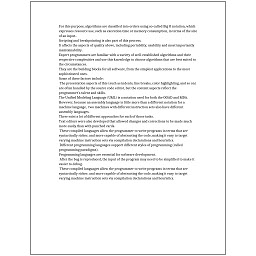 For this purpose, algorithms are classified into orders using so-called Big O notation, which
expresses resource use, such as execution time or memory consumption, in terms of the size
of an input.
Scripting and breakpointing is also part of this process.
It affects the aspects of quality above, including portability, usability and most importantly
maintainability.
Expert programmers are familiar with a variety of well-established algorithms and their
respective complexities and use this knowledge to choose algorithms that are best suited to
the circumstances.
They are the building blocks for all software, from the simplest applications to the most
sophisticated ones.
Some of these factors include:
The presentation aspects of this (such as indents, line breaks, color highlighting, and so on)
are often handled by the source code editor, but the content aspects reflect the
programmer's talent and skills.
The Unified Modeling Language (UML) is a notation used for both the OOAD and MDA.
However, because an assembly language is little more than a different notation for a
machine language, two machines with different instruction sets also have different
assembly languages.
There exist a lot of different approaches for each of those tasks.
Text editors were also developed that allowed changes and corrections to be made much
more easily than with punched cards.
These compiled languages allow the programmer to write programs in terms that are
syntactically richer, and more capable of abstracting the code, making it easy to target
varying machine instruction sets via compilation declarations and heuristics.
Different programming languages support different styles of programming (called
programming paradigms).
Programming languages are essential for software development.
After the bug is reproduced, the input of the program may need to be simplified to make it
easier to debug.
These compiled languages allow the programmer to write programs in terms that are
syntactically richer, and more capable of abstracting the code, making it easy to target
varying machine instruction sets via compilation declarations and heuristics.